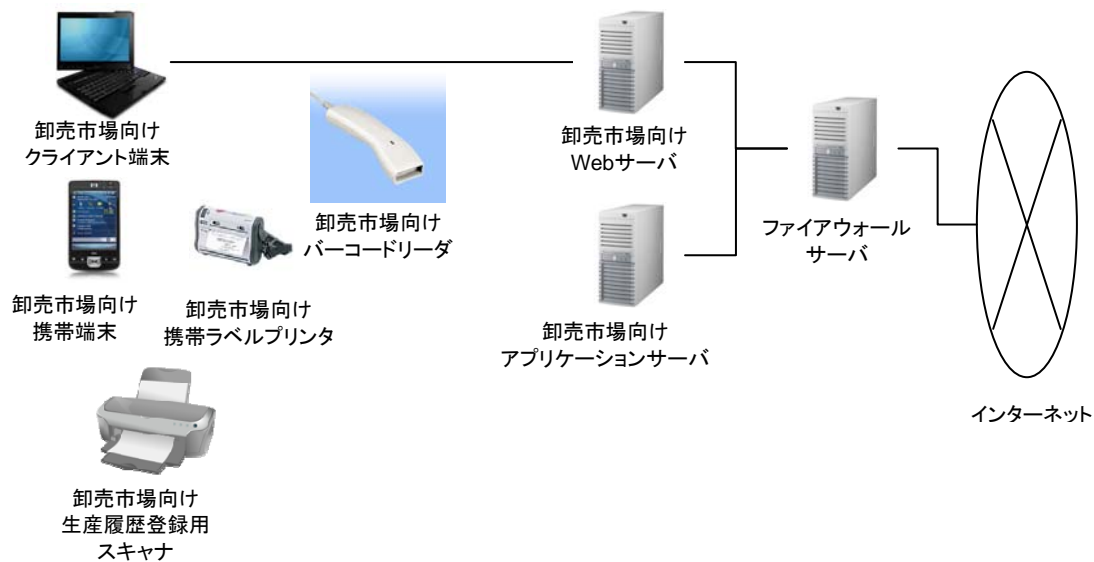 卸売市場向け
クライアント端末
卸売市場向け
バーコードリーダ
卸売市場向け
Webサーバ
ファイアウォール
サーバ
卸売市場向け
携帯端末
卸売市場向け
携帯ラベルプリンタ
卸売市場向け
アプリケーションサーバ
インターネット
卸売市場向け
生産履歴登録用
スキャナ